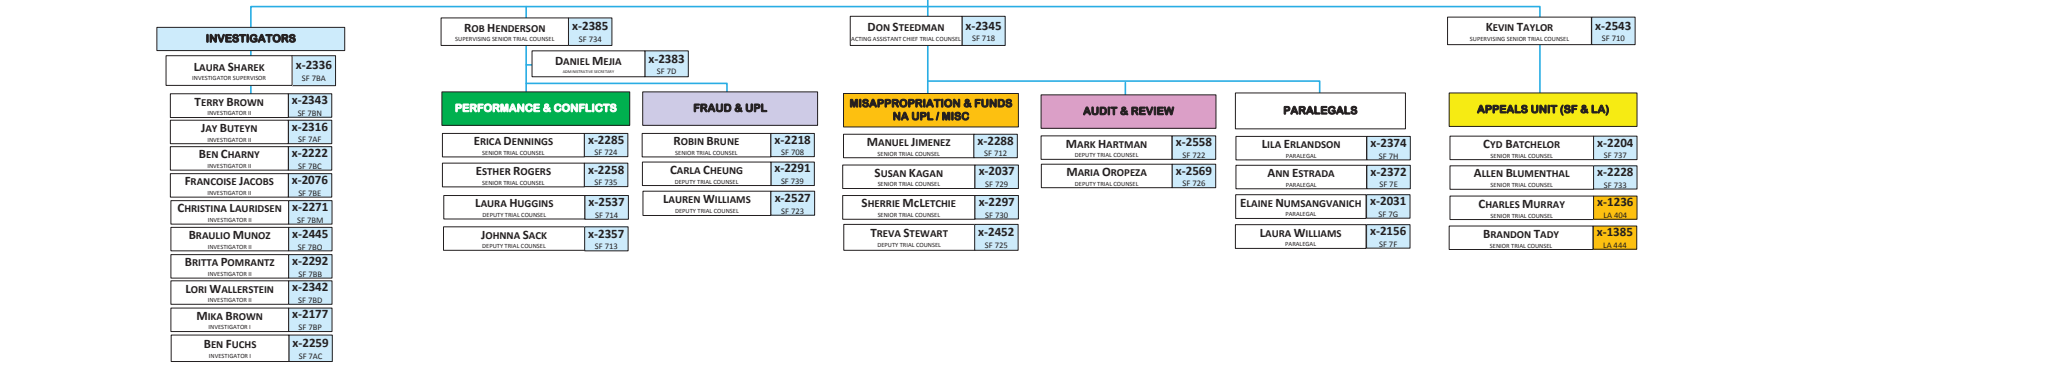 INVESTIGATORS
LAURA SHAREK
INVESTIGATOR SUPERVISOR
x-2336
SF 7BA
TERRY BROWN
INVESTIGATOR II
x-2343
SF 7BN
JAY BUTEYN
INVESTIGATOR II
x-2316
SF 7AF
BEN CHARNY
INVESTIGATOR II
x-2222
SF 7BC
FRANCOISE JACOBS
INVESTIGATOR II
x-2076
SF 7BE
CHRISTINA LAURIDSEN
INVESTIGATOR II
x-2271
SF 7BM
BRAULIO MUNOZ
INVESTIGATOR II
x-2445
SF 7BO
BRITTA POMRANTZ
INVESTIGATOR II
x-2292
SF 7BB
LORI WALLERSTEIN
INVESTIGATOR II
x-2342
SF 7BD
MIKA BROWN
INVESTIGATOR I
x-2177
SF 7BP
BEN FUCHS
INVESTIGATOR I
x-2259
SF 7AC
ROB HENDERSON
SUPERVISING SENIOR TRIAL COUNSEL
x-2385
SF 734
DANIEL MEJIA
ADMINISTRATIVE SECRETARY
x-2383
SF 7D
PERFORMANCE & CONFLICTS
ERICA DENNINGS
SENIOR TRIAL COUNSEL
x-2285
SF 724
ESTHER ROGERS
SENIOR TRIAL COUNSEL
x-2258
SF 735
LAURA HUGGINS
DEPUTY TRIAL COUNSEL
x-2537
SF 714
JOHNNA SACK
DEPUTY TRIAL COUNSEL
x-2357
SF 713
FRAUD & UPL
ROBIN BRUNE
SENIOR TRIAL COUNSEL
x-2218
SF 708
CARLA CHEUNG
DEPUTY TRIAL COUNSEL
x-2291
SF 739
LAUREN WILLIAMS
DEPUTY TRIAL COUNSEL
x-2527
SF 723
DON STEEDMAN
ACTING ASSISTANT CHIEF TRIAL COUNSEL
x-2345
SF 718
MISAPPROPRIATION & FUNDS
NA UPL / MISC
MANUEL JIMENEZ
SENIOR TRIAL COUNSEL
x-2288
SF 712
SUSAN KAGAN
SENIOR TRIAL COUNSEL
x-2037
SF 729
SHERRIE MCLETCHIE
SENIOR TRIAL COUNSEL
x-2297
SF 730
TREVA STEWART
DEPUTY TRIAL COUNSEL
x-2452
SF 725
AUDIT & REVIEW
MARK HARTMAN
DEPUTY TRIAL COUNSEL
x-2558
SF 722
MARIA OROPEZA
DEPUTY TRIAL COUNSEL
x-2569
SF 726
PARALEGALS
LILA ERLANDSON
PARALEGAL
x-2374
SF 7H
ANN ESTRADA
PARALEGAL
x-2372
SF 7E
ELAINE NUMSANGVANICH
PARALEGAL
x-2031
SF 7G
LAURA WILLIAMS
PARALEGAL
x-2156
SF 7F
KEVIN TAYLOR
SUPERVISING SENIOR TRIAL COUNSEL
x-2543
SF 710
APPEALS UNIT (SF & LA)
CYD BATCHELOR
SENIOR TRIAL COUNSEL
x-2204
SF 737
ALLEN BLUMENTHAL
SENIOR TRIAL COUNSEL
x-2228
SF 733
CHARLES MURRAY
SENIOR TRIAL COUNSEL
x-1236
LA 404
BRANDON TADY
SENIOR TRIAL COUNSEL
x-1385
LA 444